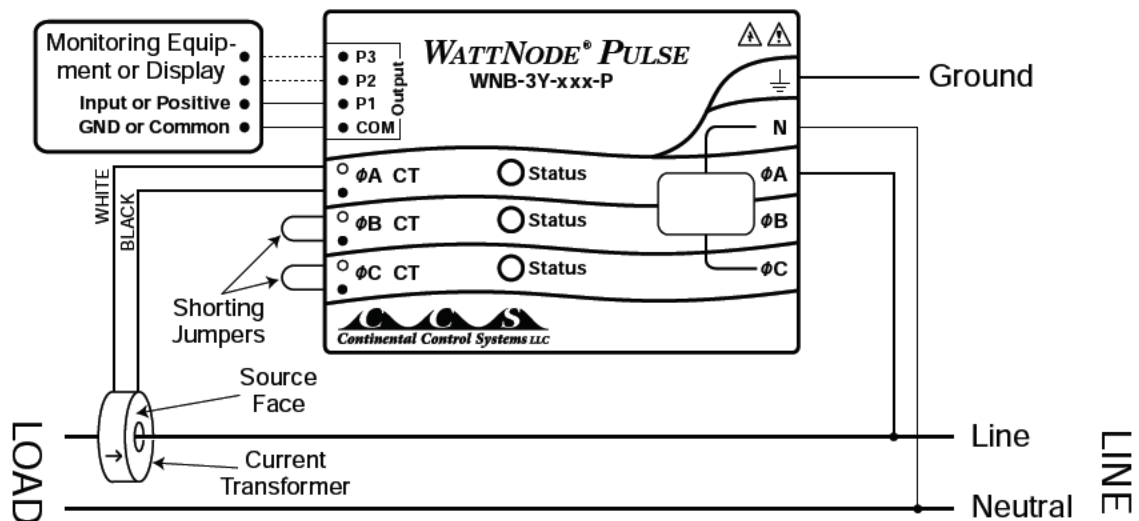 Monitoring Equip-
ment or Display
Input or Positive
GND or Common
P3
P2
P1
COM
Output
WATTNODE® PULSE
WNB-3Y-xxx-P
Ground
N
ϕA CT
Status
ϕA
ϕB CT
Status
ϕB
ϕC CT
Status
ϕC
WHITE
BLACK
Shorting
Jumpers
CCS
Continental Control Systems LLC
Source
Face
Current
Transformer
LOAD
Line
Neutral
LINE